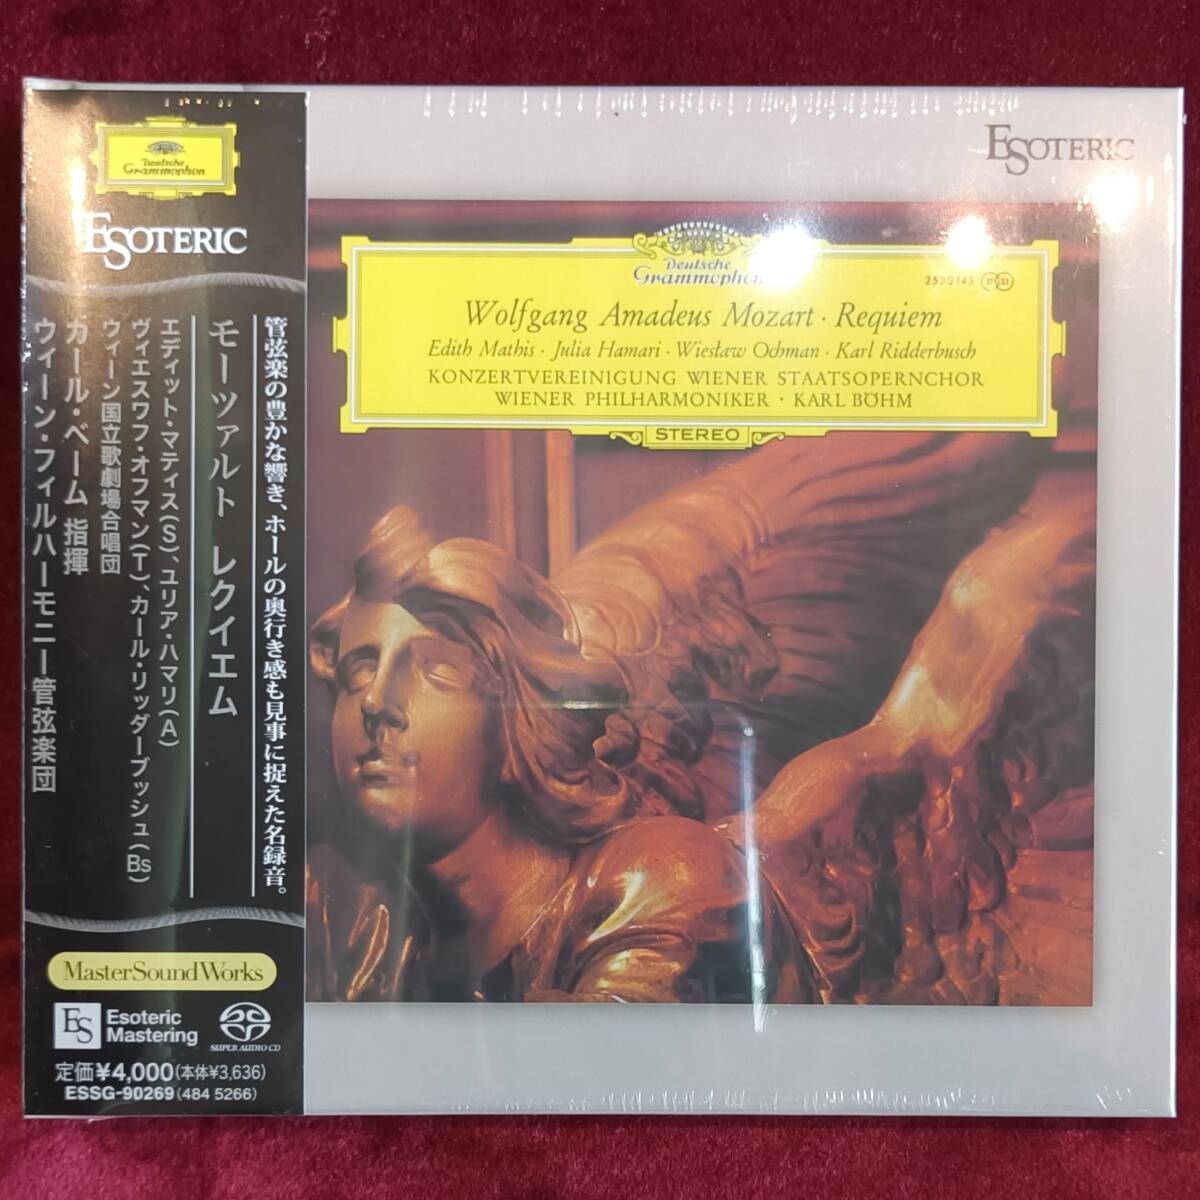 Deutsche
Grammophon
ESOTERIC
管弦楽の豊かな響き、ホールの奥行き感も見事に捉えた名録音。
モーツァルト レクイエム
エディット・マティス(S)、ユリア・ハマリ(A)
ヴィエスワフ・オフマン(T)、カール・リッダーブッシュ(Bs)
ウィーン国立歌劇場合唱団
カール・ベーム 指揮
ウィーン・フィルハーモニー管弦楽団
MasterSoundWorks
ES Esoteric
Mastering
SUPER AUDIO CD
定価¥4,000(本体¥3,636)
ESSG-90269(484 5266)
ESOTERIC
Deutsche
Grammophon
2530 143
Wolfgang Amadeus Mozart · Requiem
Edith Mathis · Julia Hamari · Wiesław Ochman · Karl Ridderbusch
KONZERTVEREINIGUNG WIENER STAATSOPERNCHOR
WIENER PHILHARMONIKER · KARL BÖHM
STEREO